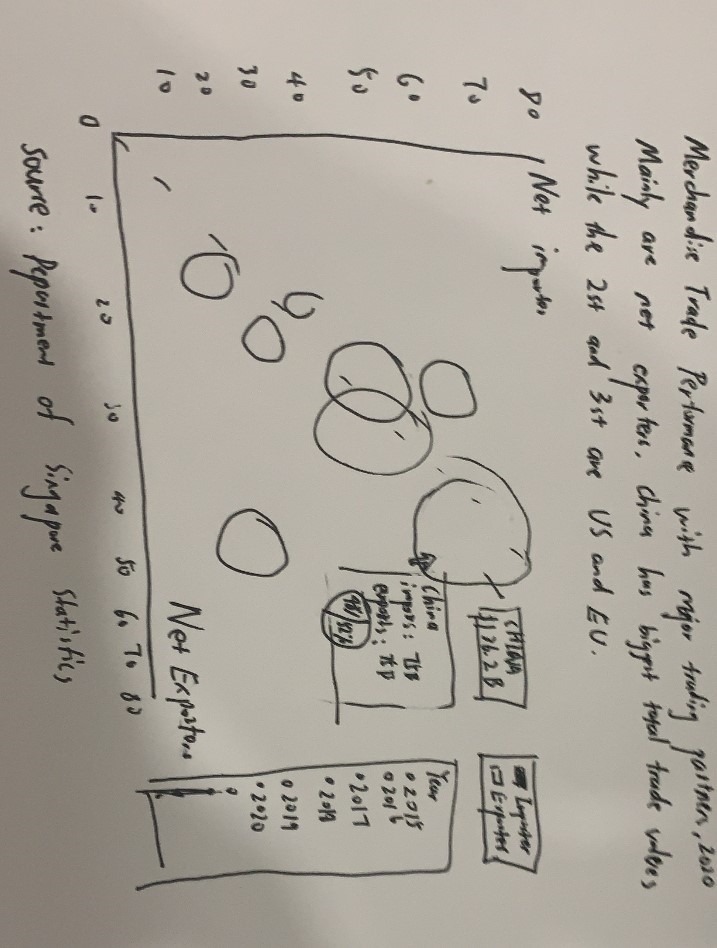 Merchandise Trade Performance with major trading partners, 2020
Mainly are net exporters. China has biggest total trade values
while the 2st and 3st are US and EU.
Net importers
80
70
60
50
40
30
20
10
0
10
20
30
40
50
60
70
80
Net Exporters
CHINA
$136.2 B
China
imports: 75B
exports: 75B
48%
52%
Importer
Exporter
Year
2015
2016
2017
2018
2019
2020
Source: Department of Singapore Statistics